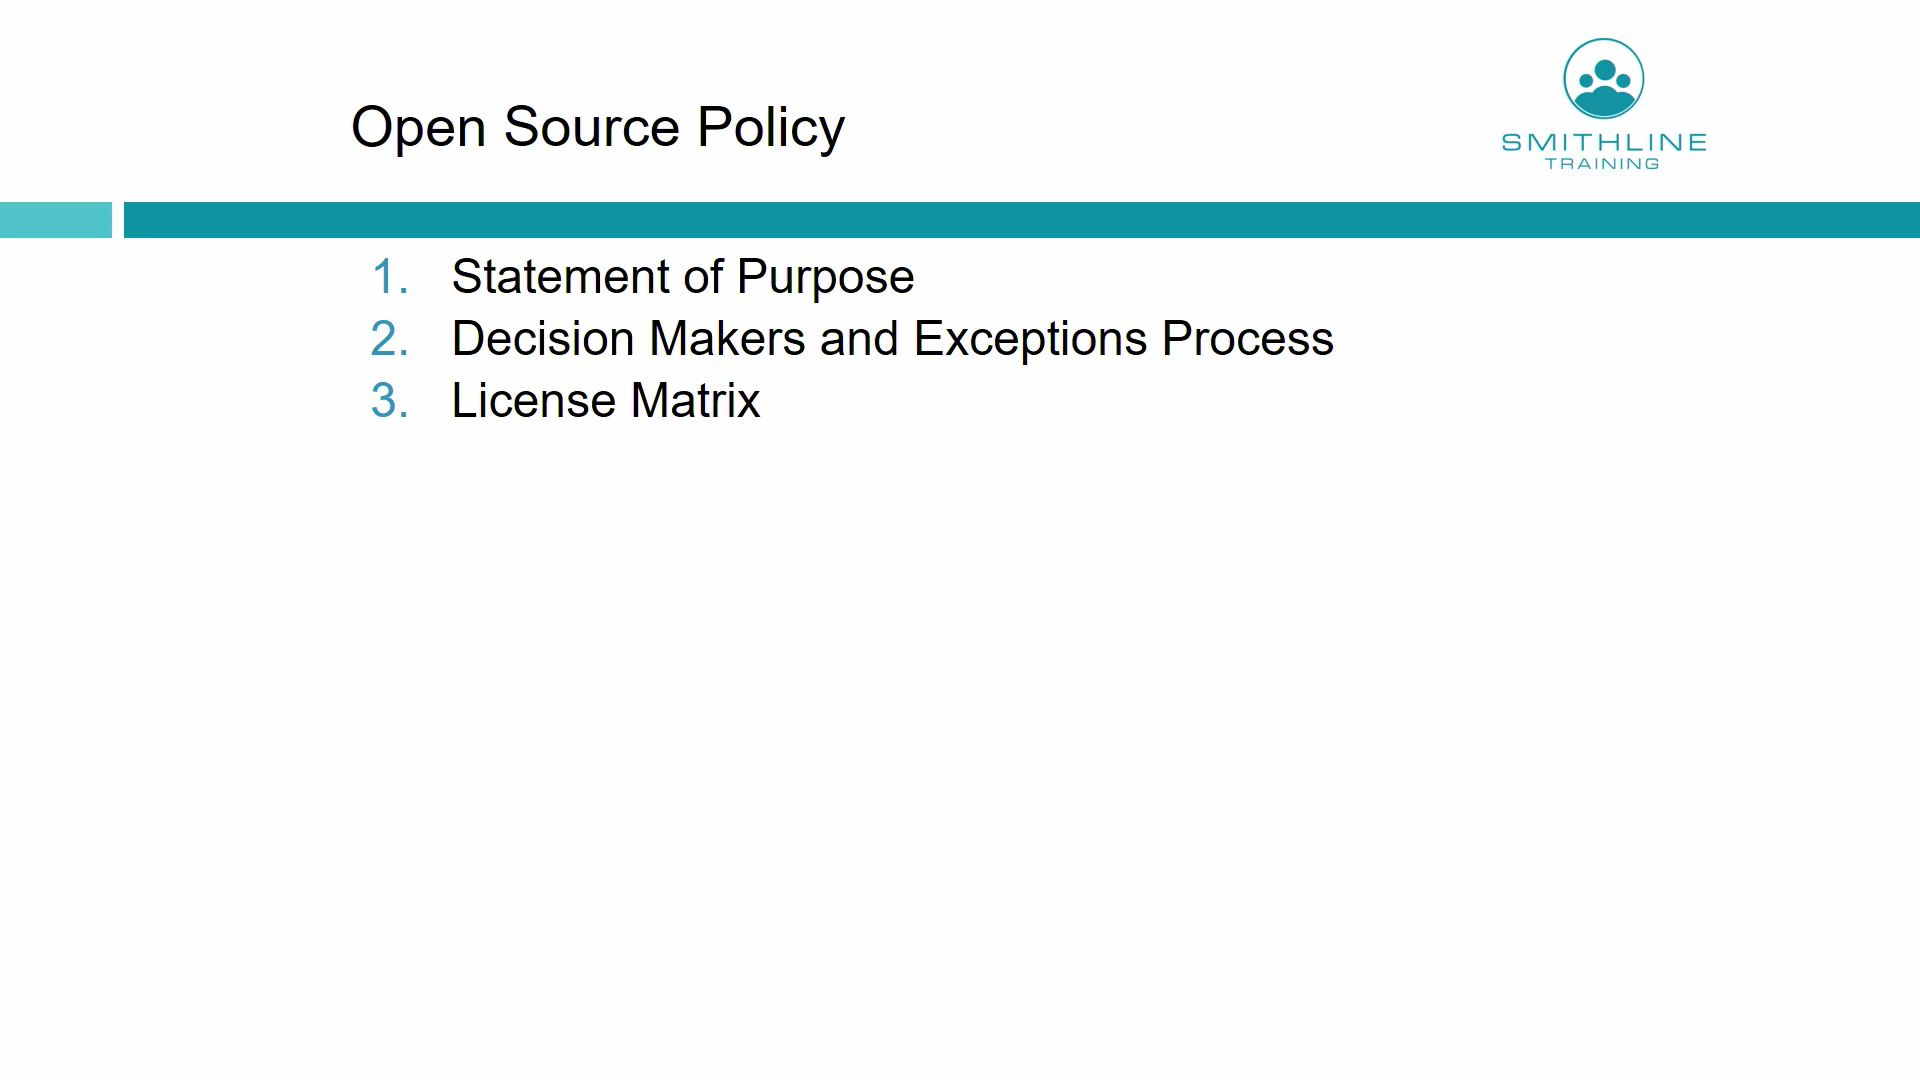 Open Source Policy
SMITHLINE
TRAINING
1. Statement of Purpose
2. Decision Makers and Exceptions Process
3. License Matrix